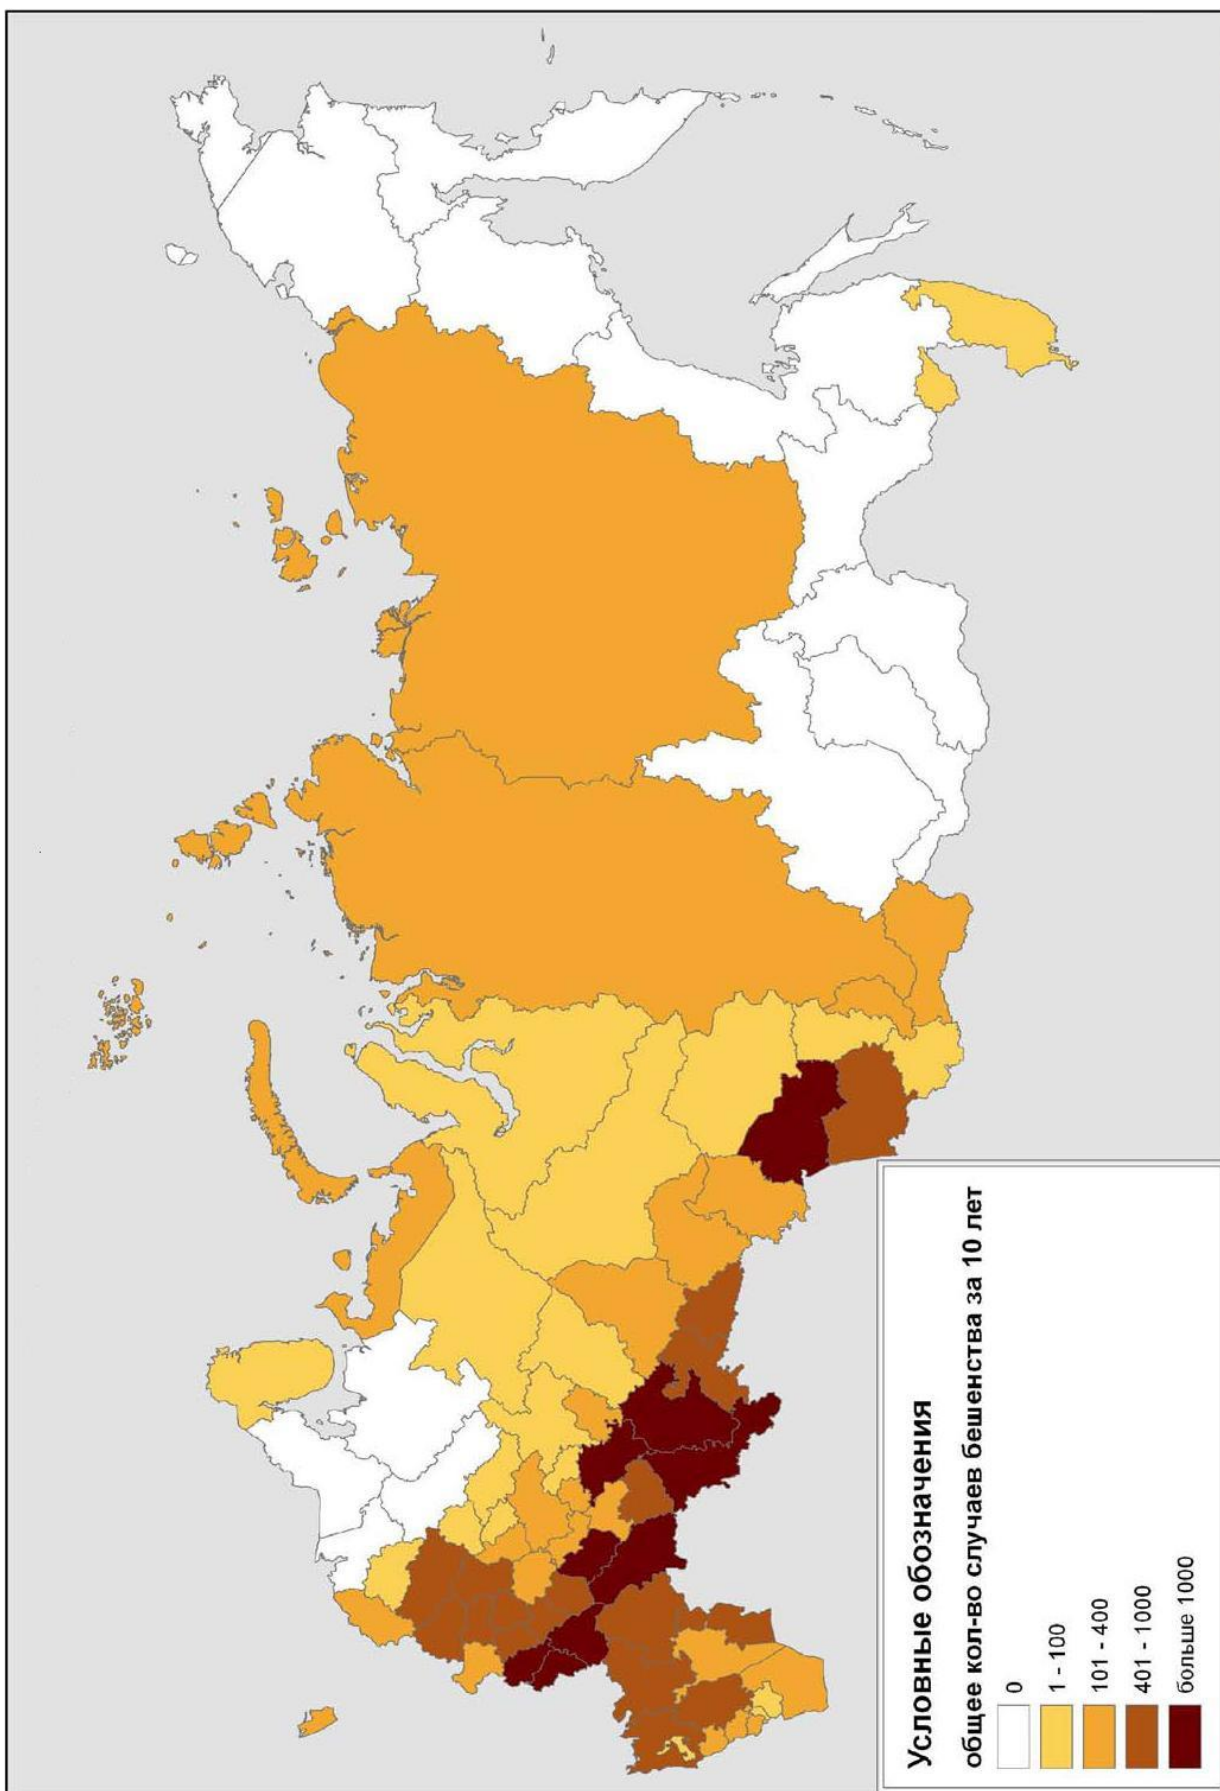 Условные обозначения
общее кол-во случаев бешенства за 10 лет
0
1 - 100
101 - 400
401 - 1000
больше 1000